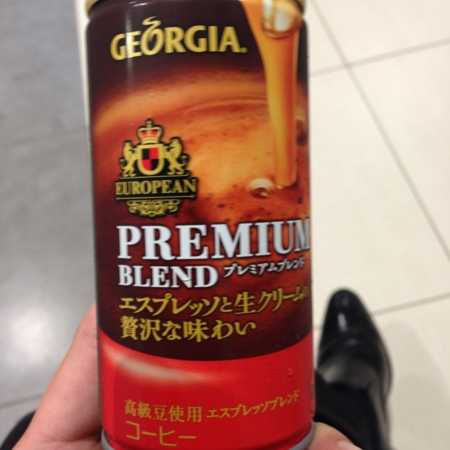 GEORGIA
EUROPEAN
PREMIUM
BLEND プレミアムブレンド
エスプレッソと生クリームの
贅沢な味わい
高級豆使用 エスプレッソブレンド
コーヒー